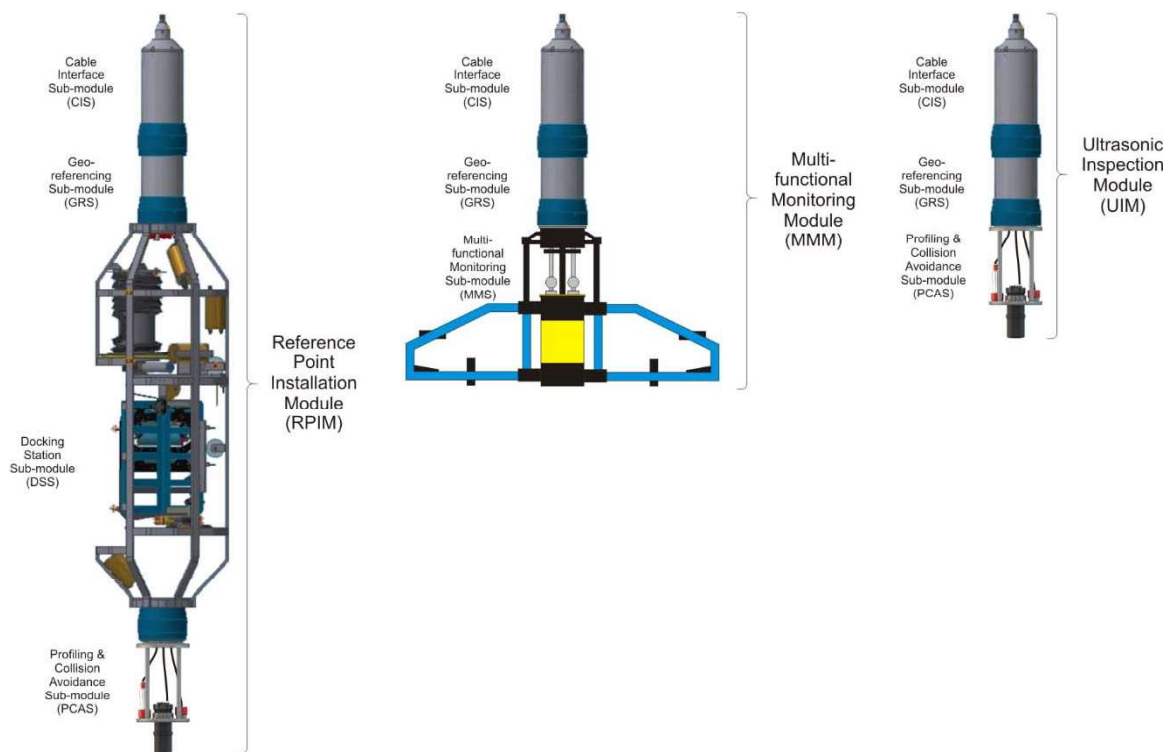 Cable
Interface
Sub-module
(CIS)
Geo-
referencing
Sub-module
(GRS)
Docking
Station
Sub-module
(DSS)
Profiling &
Collision
Avoidance
Sub-module
(PCAS)
Reference
Point
Installation
Module
(RPIM)
Cable
Interface
Sub-module
(CIS)
Geo-
referencing
Sub-module
(GRS)
Multi-
functional
Monitoring
Sub-module
(MMS)
Multi-
functional
Monitoring
Module
(MMM)
Cable
Interface
Sub-module
(CIS)
Geo-
referencing
Sub-module
(GRS)
Profiling &
Collision
Avoidance
Sub-module
(PCAS)
Ultrasonic
Inspection
Module
(UIM)